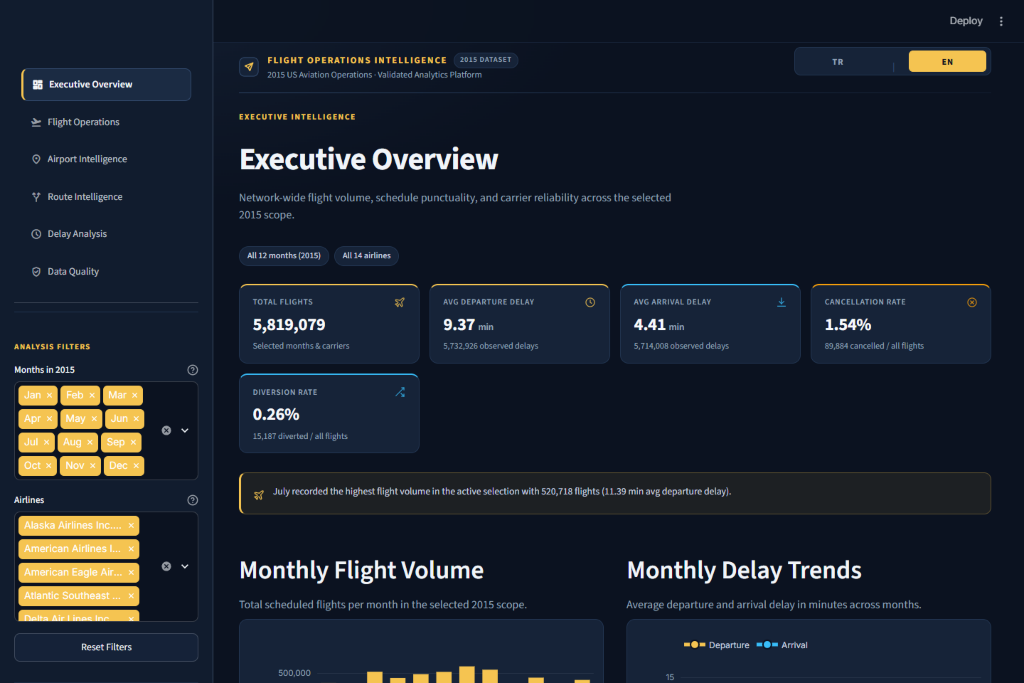 Deploy
Executive Overview
Flight Operations
Airport Intelligence
Route Intelligence
Delay Analysis
Data Quality
ANALYSIS FILTERS
Months in 2015
Jan × Feb × Mar ×
Apr × May × Jun ×
Jul × Aug × Sep ×
Oct × Nov × Dec ×
Airlines
Alaska Airlines Inc.... ×
American Airlines I... ×
American Eagle Air... ×
Atlantic Southeast ... ×
Delta Air Lines Inc. ×
Reset Filters
FLIGHT OPERATIONS INTELLIGENCE 2015 DATASET
2015 US Aviation Operations · Validated Analytics Platform
TR EN
EXECUTIVE INTELLIGENCE
Executive Overview
Network-wide flight volume, schedule punctuality, and carrier reliability across the selected
2015 scope.
All 12 months (2015) All 14 airlines
TOTAL FLIGHTS
5,819,079
Selected months & carriers
AVG DEPARTURE DELAY
9.37 min
5,732,926 observed delays
AVG ARRIVAL DELAY
4.41 min
5,714,008 observed delays
CANCELLATION RATE
1.54%
89,884 cancelled / all flights
DIVERSION RATE
0.26%
15,187 diverted / all flights
July recorded the highest flight volume in the active selection with 520,718 flights (11.39 min avg departure delay).
Monthly Flight Volume
Total scheduled flights per month in the selected 2015 scope.
500,000
Monthly Delay Trends
Average departure and arrival delay in minutes across months.
Departure Arrival
15